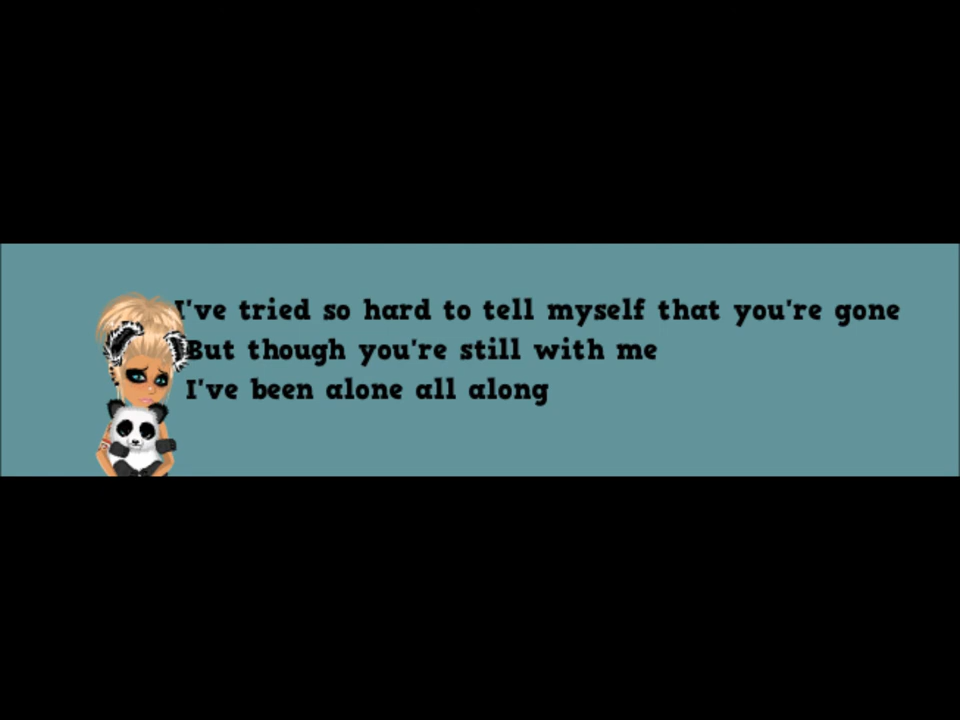 I've tried so hard to tell myself that you're gone
But though you're still with me
I've been alone all along